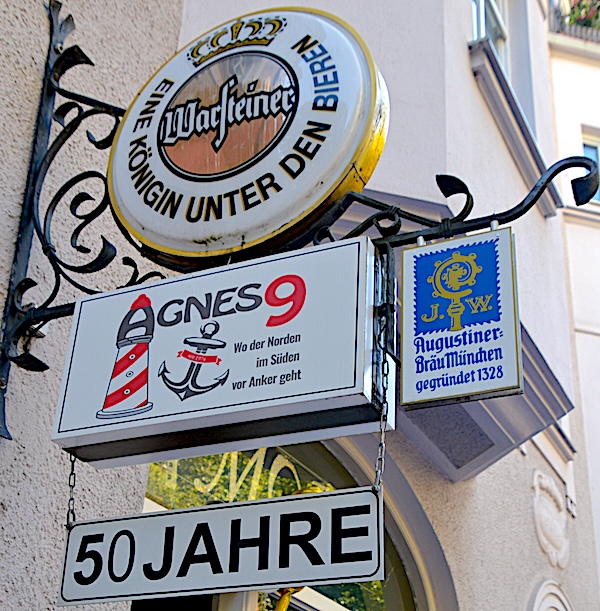 EINE KÖNIGIN UNTER DEN BIEREN
Warsteiner
AGNES9
Wo der Norden
im Süden
vor Anker geht
J. W.
Augustiner-
Bräu München
gegründet 1328
50 JAHRE